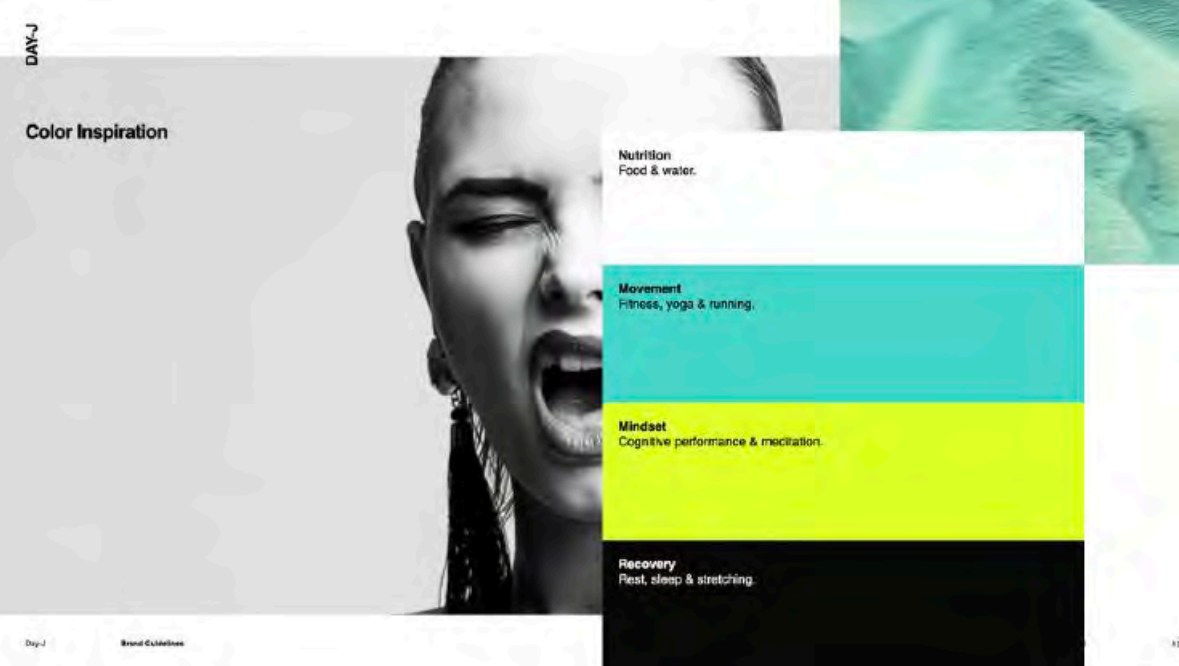 DAY-J
Color Inspiration
Nutrition
Food & water.
Movement
Fitness, yoga & running.
Mindset
Cognitive performance & meditation.
Recovery
Rest, sleep & stretching.
Day-J
Brand Guidelines